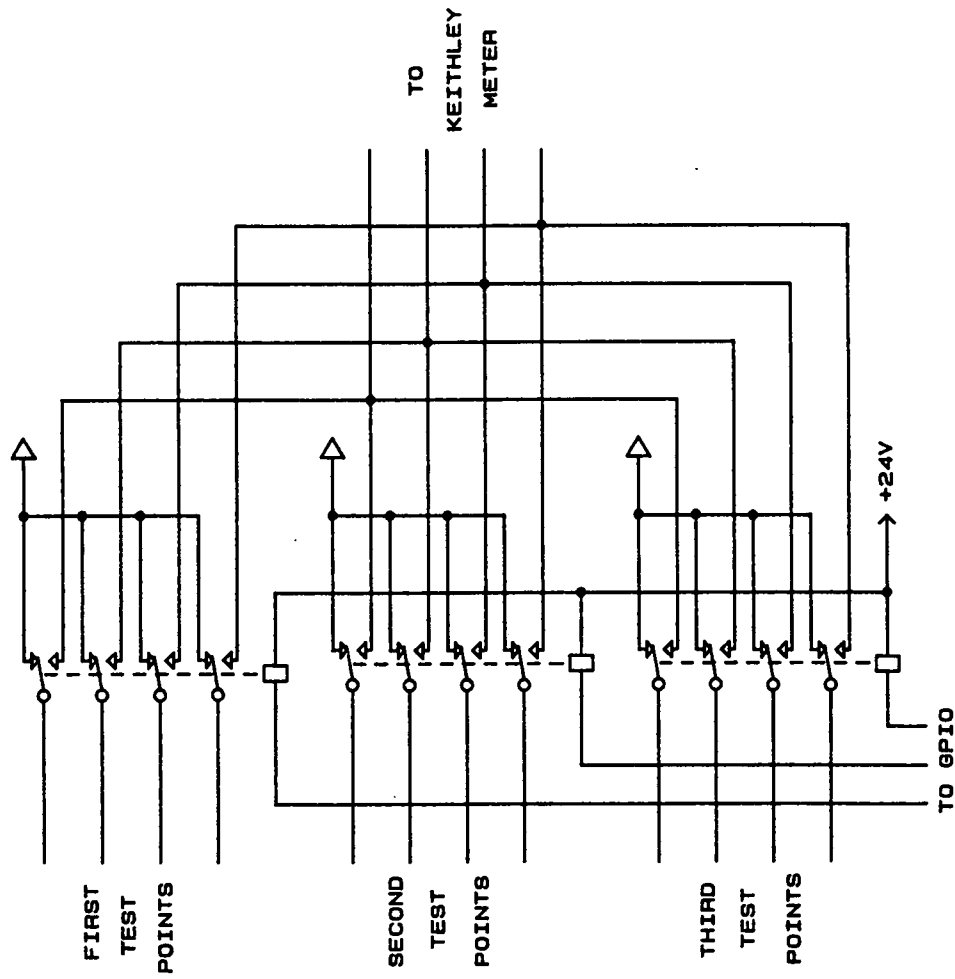 TO
KEITHLEY
METER
+24V
TO GPIO
FIRST
TEST
POINTS
SECOND
TEST
POINTS
THIRD
TEST
POINTS